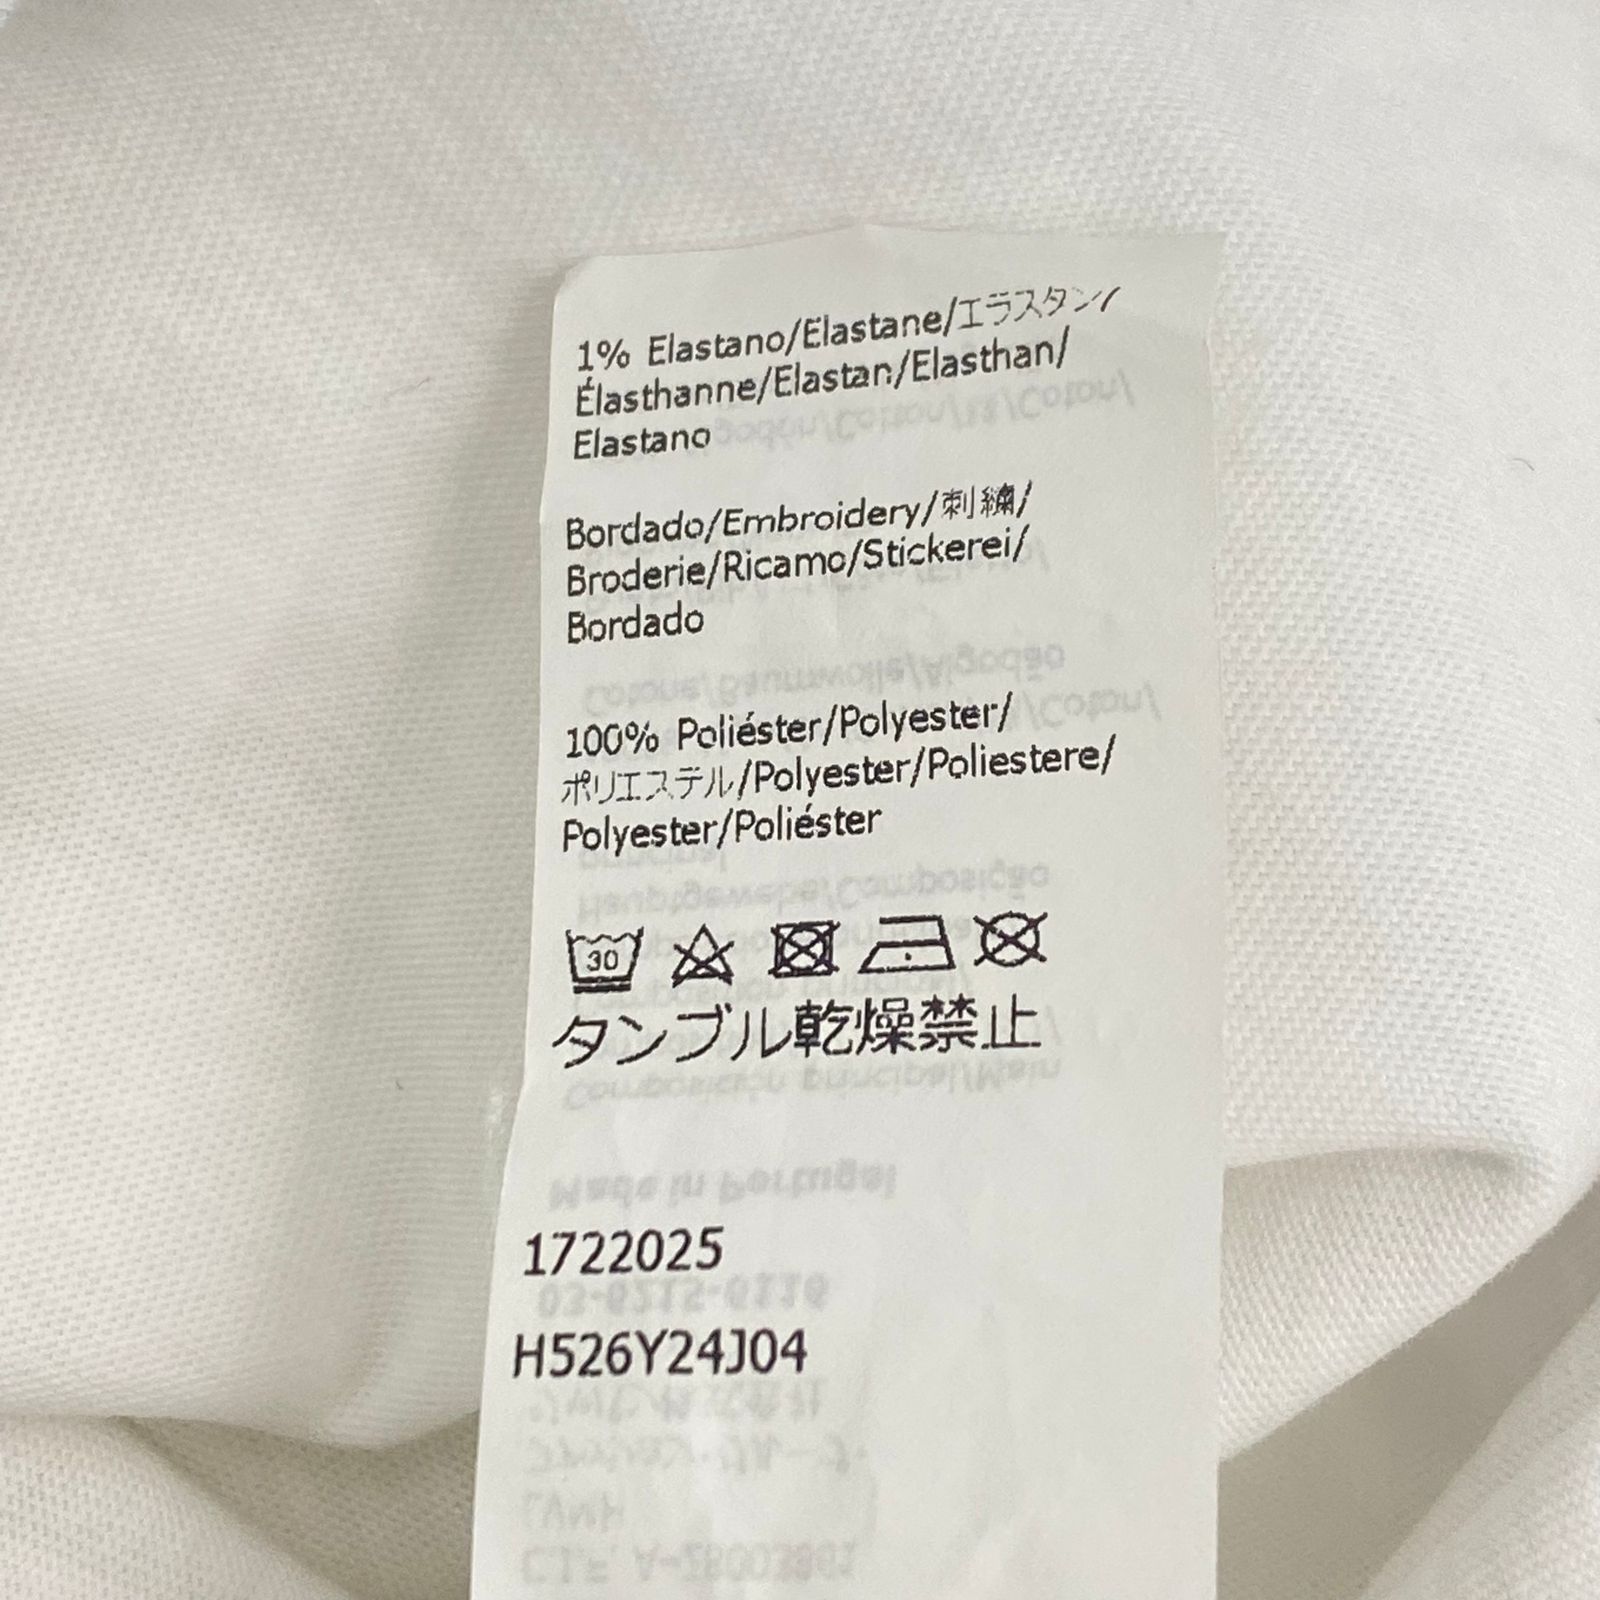 1% Elastano/Elastane/エラスタン/
Élasthanne/Elastan/Elasthan/
Elastano
Bordado/Embroidery/刺繍/
Broderie/Ricamo/Stickerei/
Bordado
100% Poliéster/Polyester/
ポリエステル/Polyester/Poliestere/
Polyester/Poliéster
30
タンブル乾燥禁止
1722025
H526Y24J04